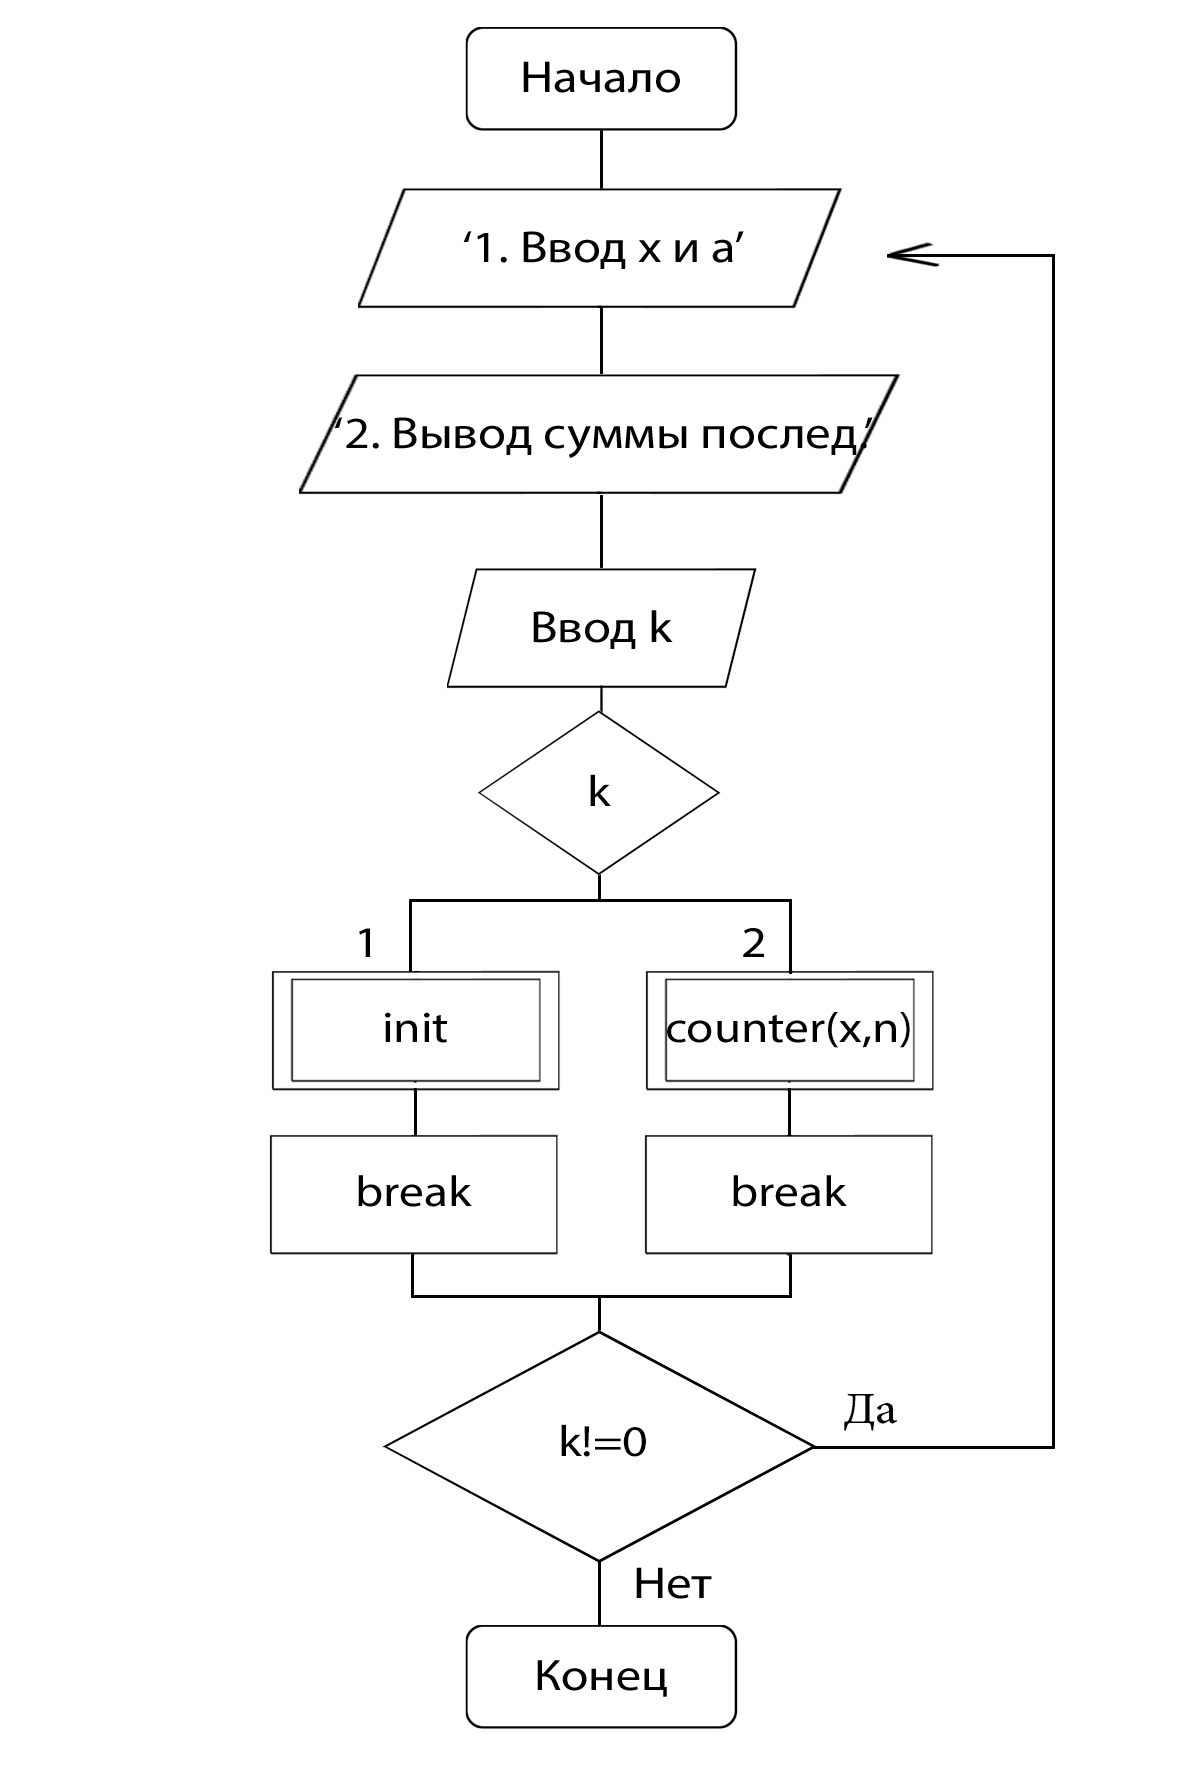 Начало
‘1. Ввод x и a’
‘2. Вывод суммы послед.’
Ввод k
k
1
2
init
counter(x,n)
break
break
k!=0
Да
Нет
Конец